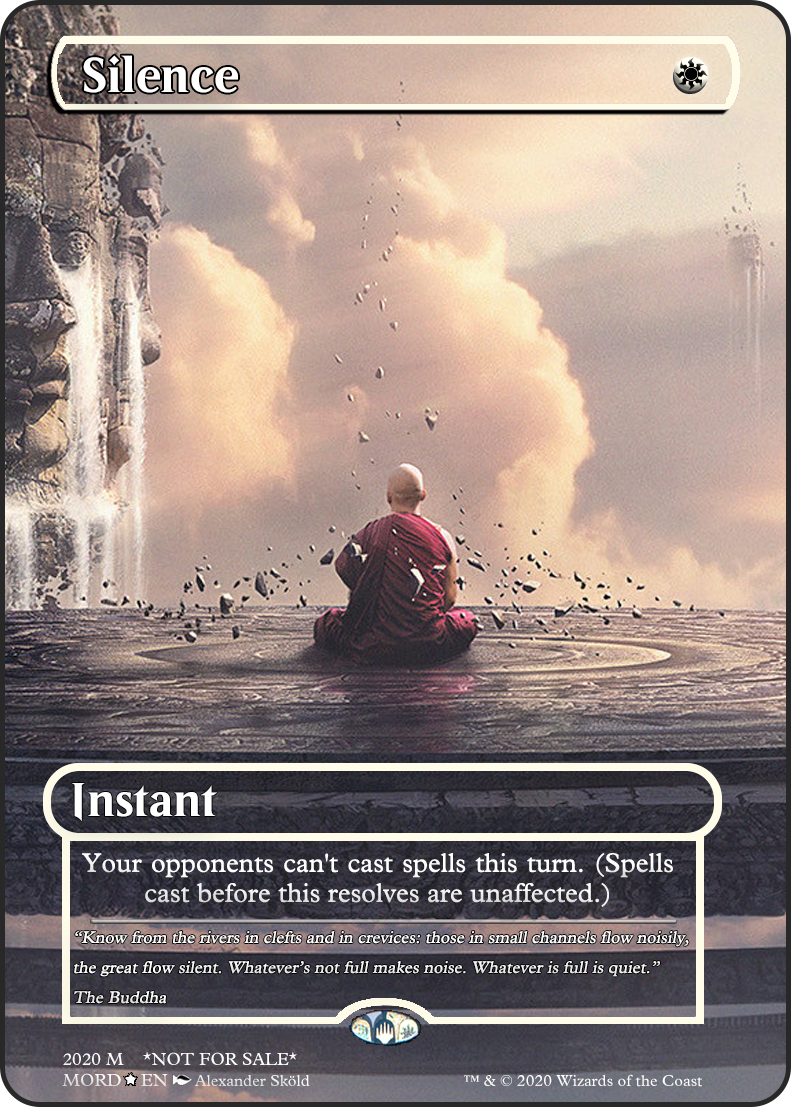 Silence
Instant
Your opponents can't cast spells this turn. (Spells
cast before this resolves are unaffected.)
“Know from the rivers in clefts and in crevices: those in small channels flow noisily,
the great flow silent. Whatever’s not full makes noise. Whatever is full is quiet.”
The Buddha
2020 M *NOT FOR SALE*
MORD★EN Alexander Sköld
™ & © 2020 Wizards of the Coast